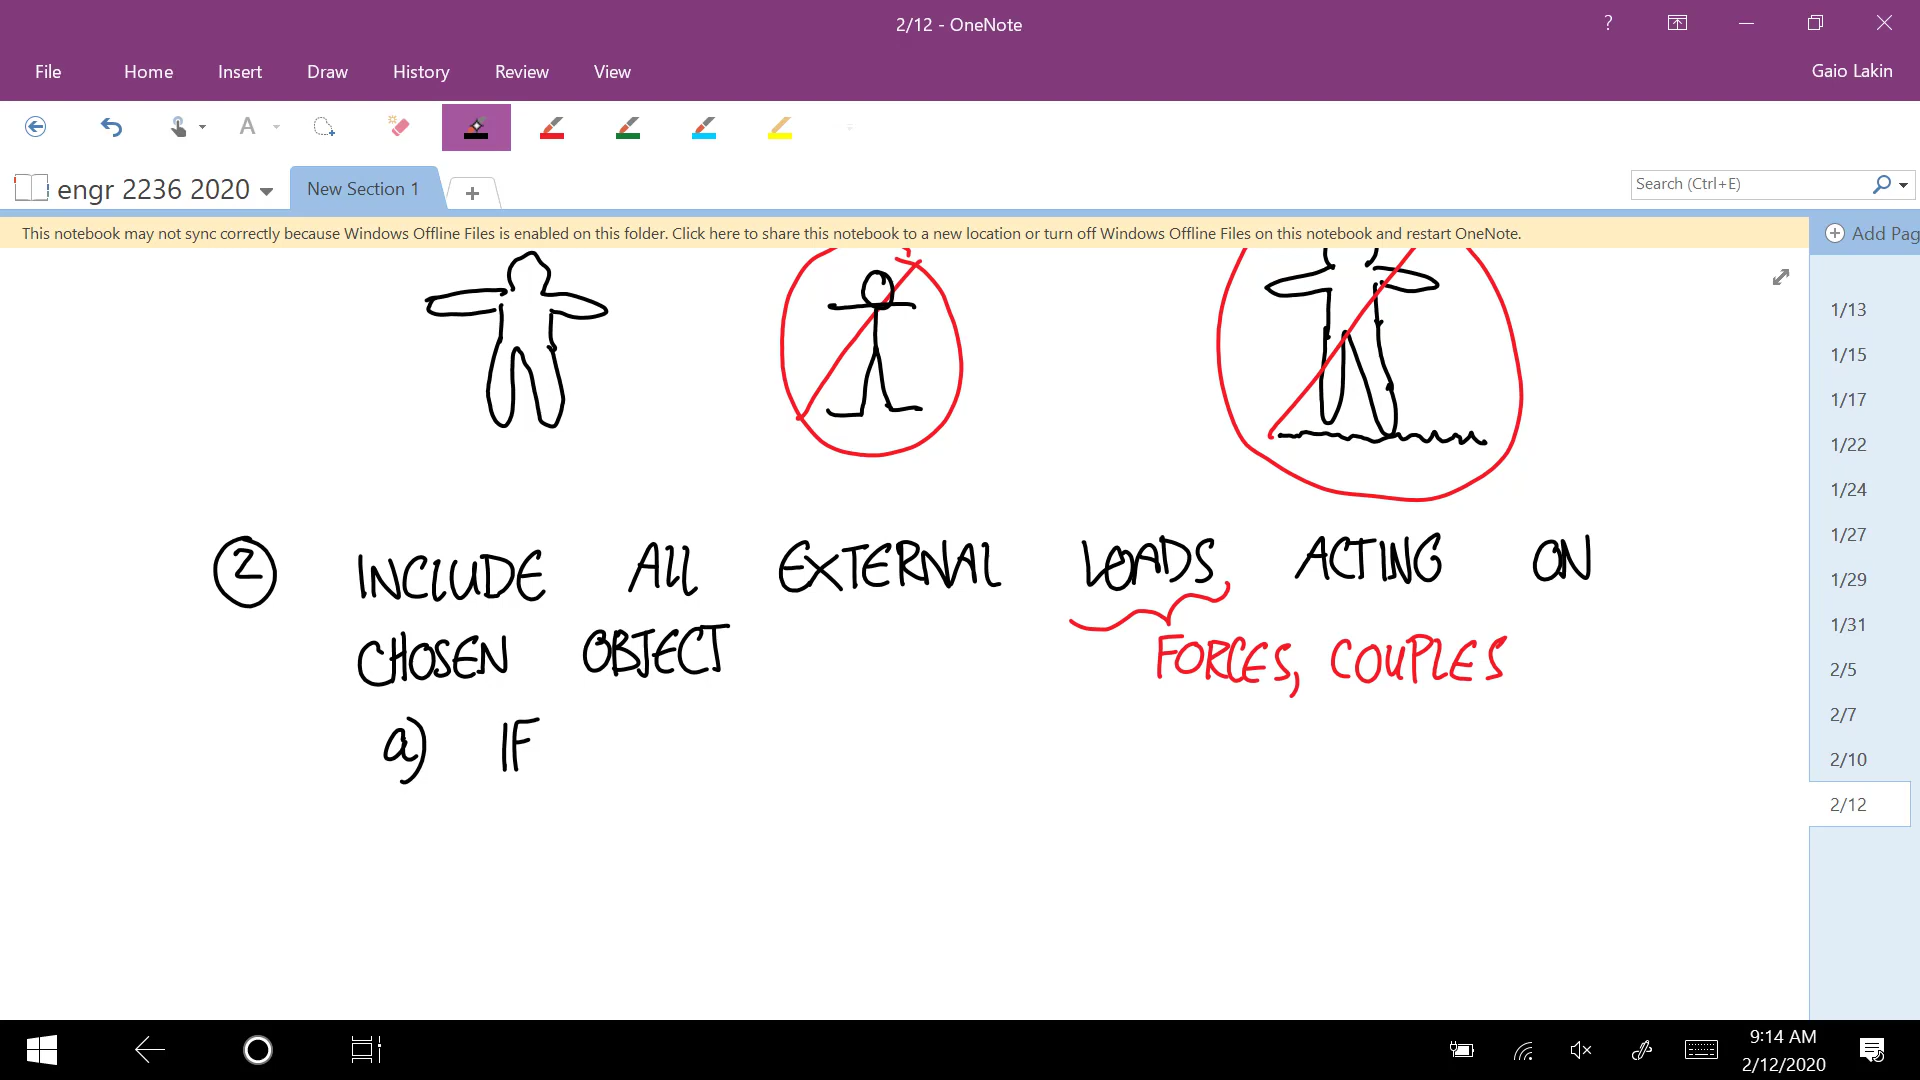 2/12 - OneNote
?
File Home Insert Draw History Review View
Gaio Lakin
A
engr 2236 2020
New Section 1
+
Search (Ctrl+E)
This notebook may not sync correctly because Windows Offline Files is enabled on this folder. Click here to share this notebook to a new location or turn off Windows Offline Files on this notebook and restart OneNote.
Add Pag
1/13
1/15
1/17
1/22
1/24
1/27
1/29
1/31
2/5
2/7
2/10
2/12
② INCLUDE ALL EXTERNAL LOADS ACTING ON
CHOSEN OBJECT
FORCES, COUPLES
a) IF
9:14 AM
2/12/2020